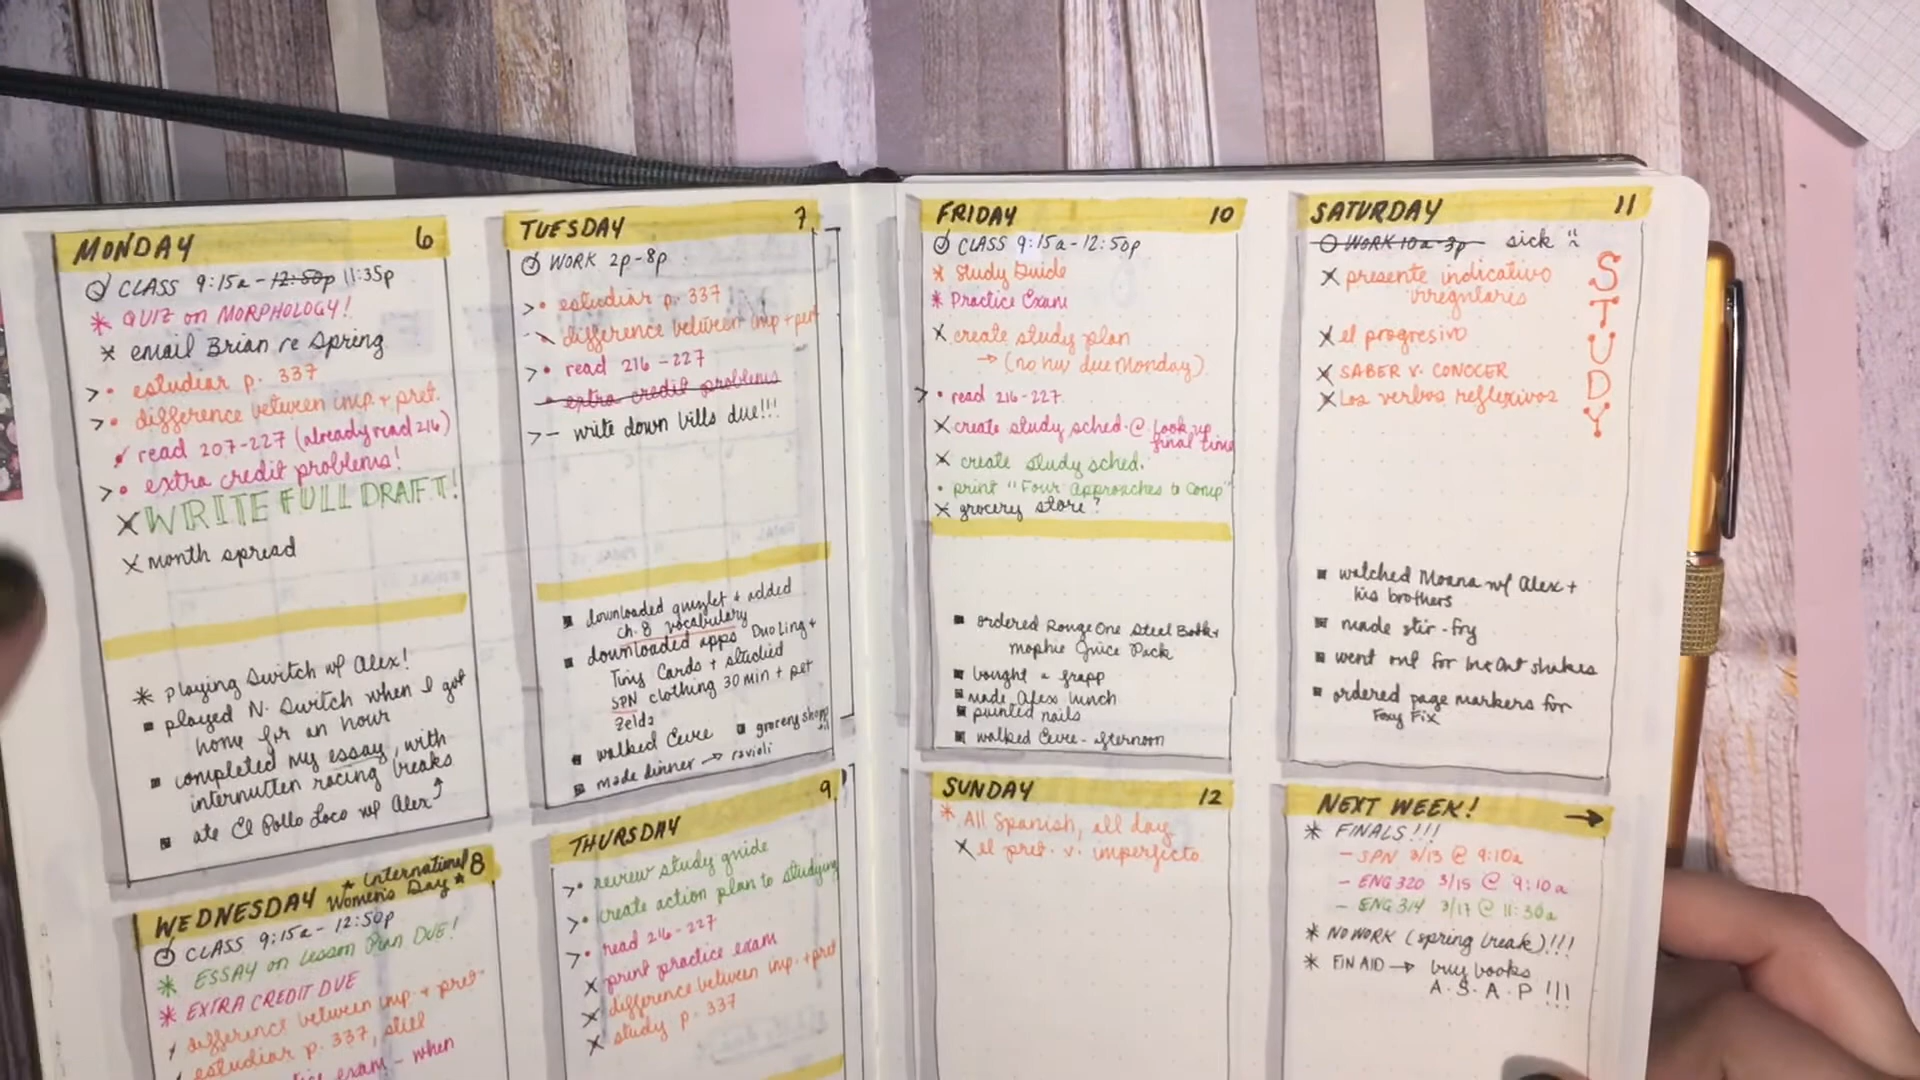 MONDAY 6
CLASS 9:15a - 12:50p 11:35p
QUIZ on MORPHOLOGY!
email Brian re Spring
> • estudiar p. 337
> • difference between imp. + pret.
read 207-227 (already read 216)
> • extra credit problems!
WRITE FULL DRAFT!
month spread
* playing Switch w/ Alex!
played N. Switch when I got
home for an hour
completed my essay, with
racing breaks
ate El Pollo Loco w/ Alex
TUESDAY 7
WORK 2p-8p
> • estudiar p. 337
difference between imp + pret
> • read 216-227
• extra credit problems
> - write down bills due!!!
downloaded quizlet + added
ch. 8 vocabulary
downloaded apps Duo Ling +
Tiny Cards + studied
SPN clothing 30 min + pet
Zelda
walked Ceve
grocery shopp
made dinner → ravioli
WEDNESDAY 8
* International
Women's Day *
CLASS 9:15a - 12:50p
* ESSAY on Lesson Plan DUE!
* EXTRA CREDIT DUE
difference between imp. + pret
estudiar p. 337, still
exam - when
THURSDAY 9
> • review study guide
> • create action plan to studying
> • read 216-227
x print practice exam
x difference between imp. + pret
x study p. 337
FRIDAY 10
CLASS 9:15a - 12:50p
* Study Guide
* Practice Exam
x create study plan
→ (no hw due Monday)
> • read 216-227
x create study sched. @ Look up
final time
x create study sched.
• print "Four Approaches to Comp"
x grocery store?
ordered Steel Bottle +
mophie Juice Pack
bought a frapp
made Alex lunch
painted nails
walked Ceve - afternoon
SATURDAY 11
WORK 10a-3p sick
x presente indicativo
irregularis
x el progresivo
x SABER V. CONOCER
x Los verbos reflexivos
STUDY
watched Moana w/ Alex +
his brothers
made stir-fry
went out for shakes
ordered page markers for
Foxy Fix
SUNDAY 12
* All Spanish, all day
x el pret. v. imperfecto
NEXT WEEK! →
* FINALS!!!
- SPN 3/13 @ 9:10a
- ENG 320 3/15 @ 9:10a
- ENG 314 3/17 @ 11:30a
* NO WORK (spring break)!!!
* FIN AID → buy books
A.S.A.P!!!